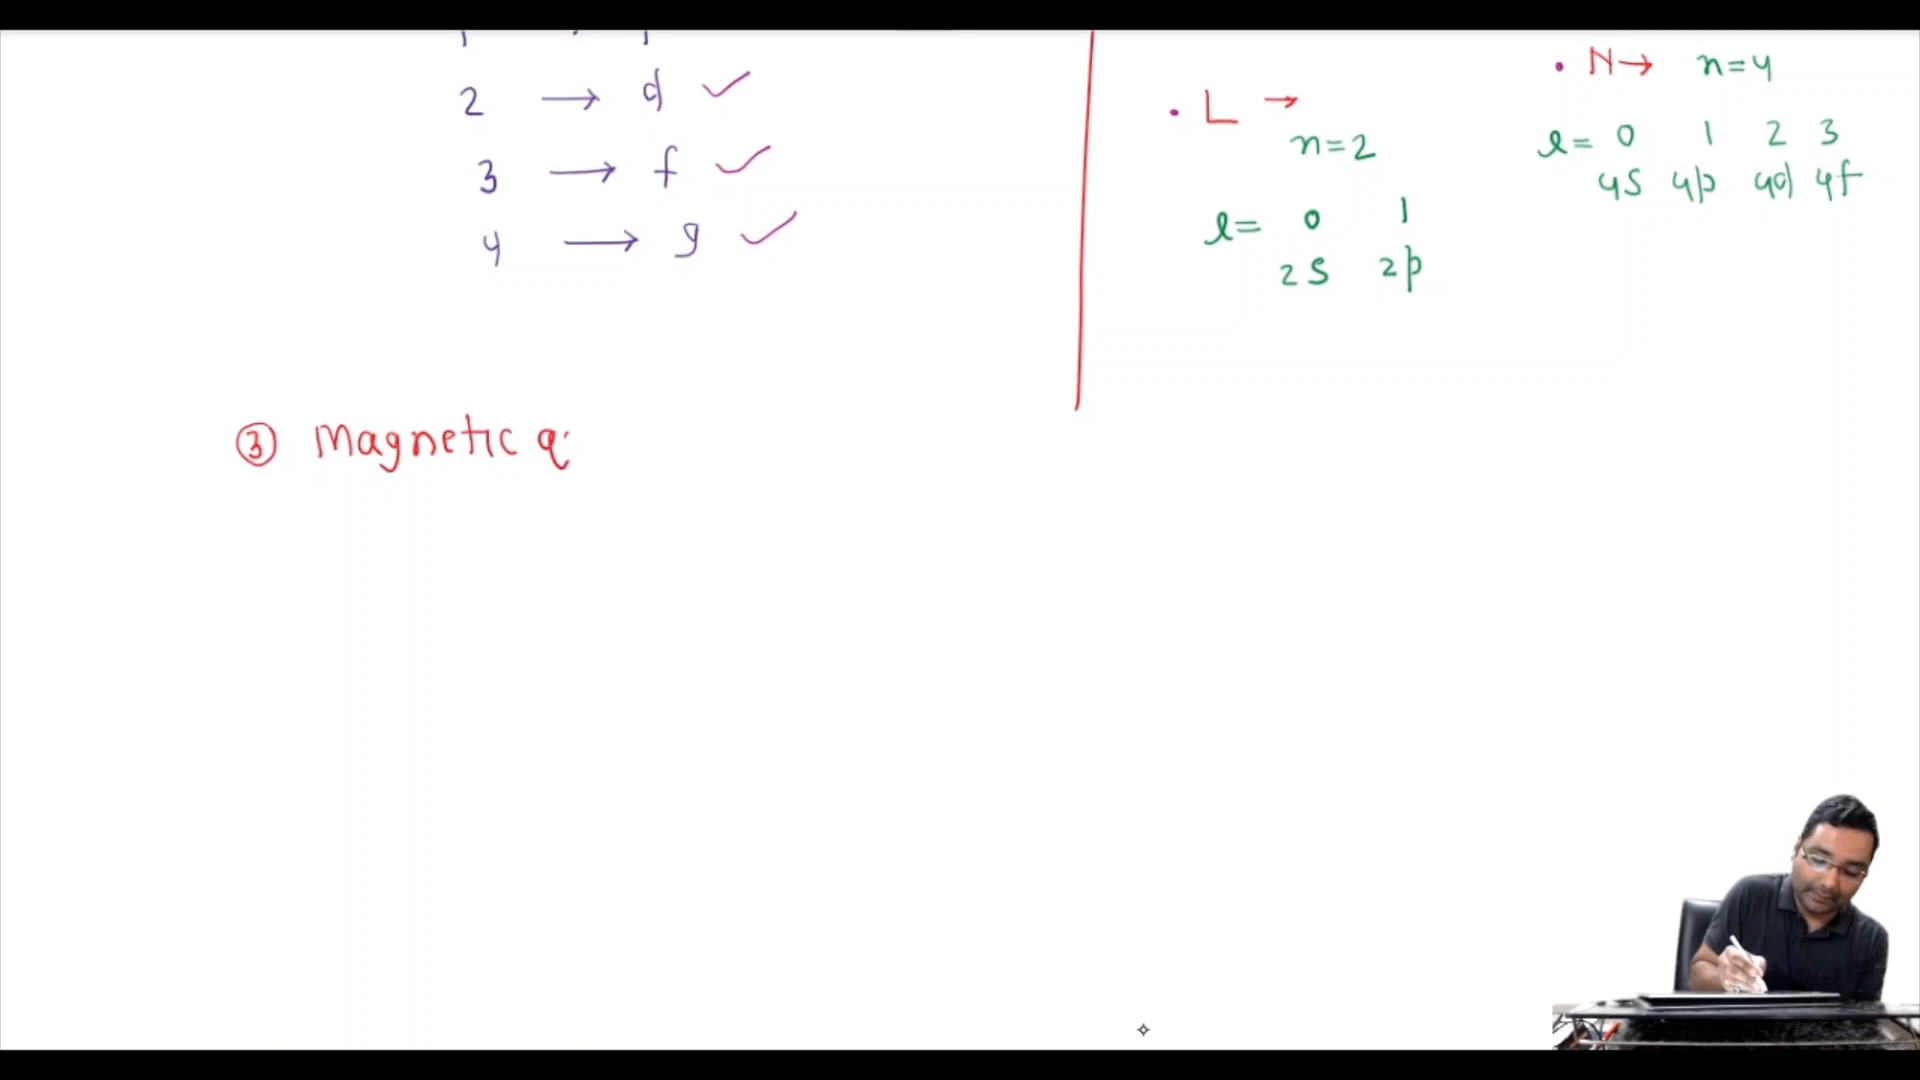 2 → d ✓
3 → f ✓
4 → g ✓
• L →
n=2
l= 0 1
2s 2p
• N → n=4
l= 0 1 2 3
4s 4p 4d 4f
③ Magnetic q